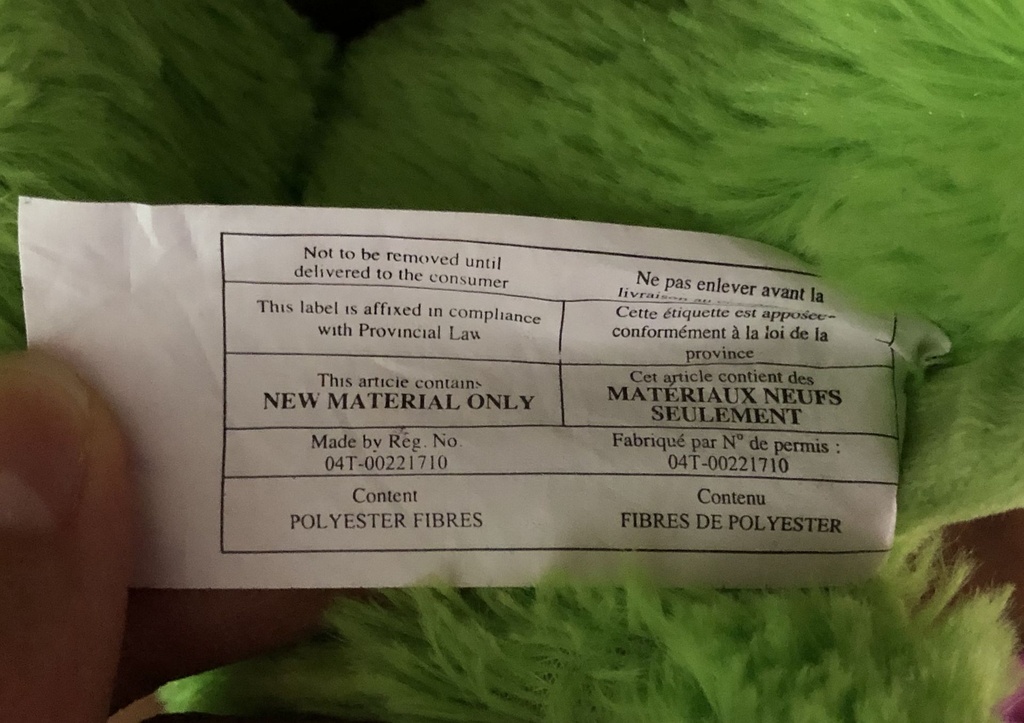 Not to be removed until
delivered to the consumer
Ne pas enlever avant la
livraison au
This label is affixed in compliance
with Provincial Law
Cette étiquette est apposée
conformément à la loi de la
province
This article contains
NEW MATERIAL ONLY
Cet article contient des
MATÉRIAUX NEUFS
SEULEMENT
Made by Reg. No.
04T-00221710
Fabriqué par N° de permis :
04T-00221710
Content
POLYESTER FIBRES
Contenu
FIBRES DE POLYESTER